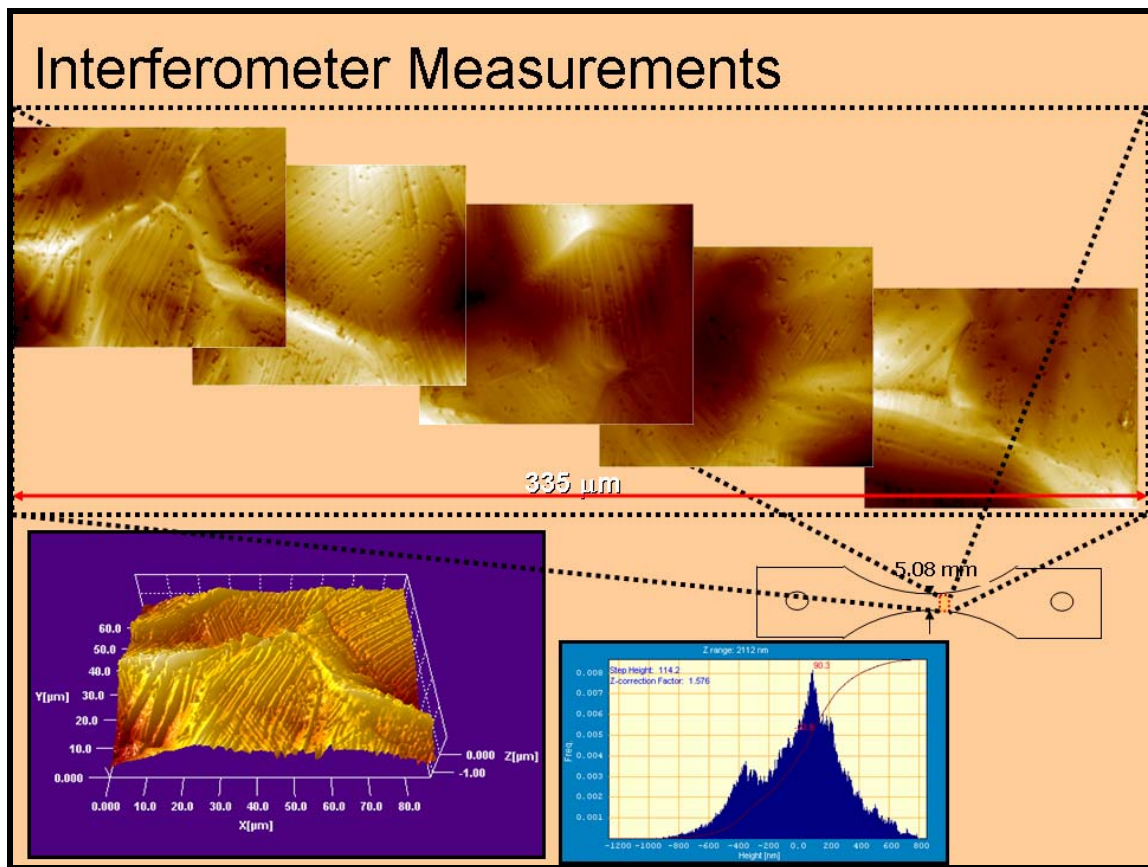 Interferometer Measurements
335 µm
5.08 mm
60.0
50.0
40.0
Y[µm] 30.0
20.0
10.0
0.000
0.000 10.0 20.0 30.0 40.0 50.0 60.0 70.0 80.0
X[µm]
0.000 Z[µm]
-1.00
Z range: 2112 nm
Step Height: 114.2
Z-correction Factor: 1.576
90.3
0.008
0.007
0.006
0.005
0.004
0.003
0.002
0.001
Freq.
-1200 -1000 -800 -600 -400 -200 0.0 200 400 600 800
Height [nm]